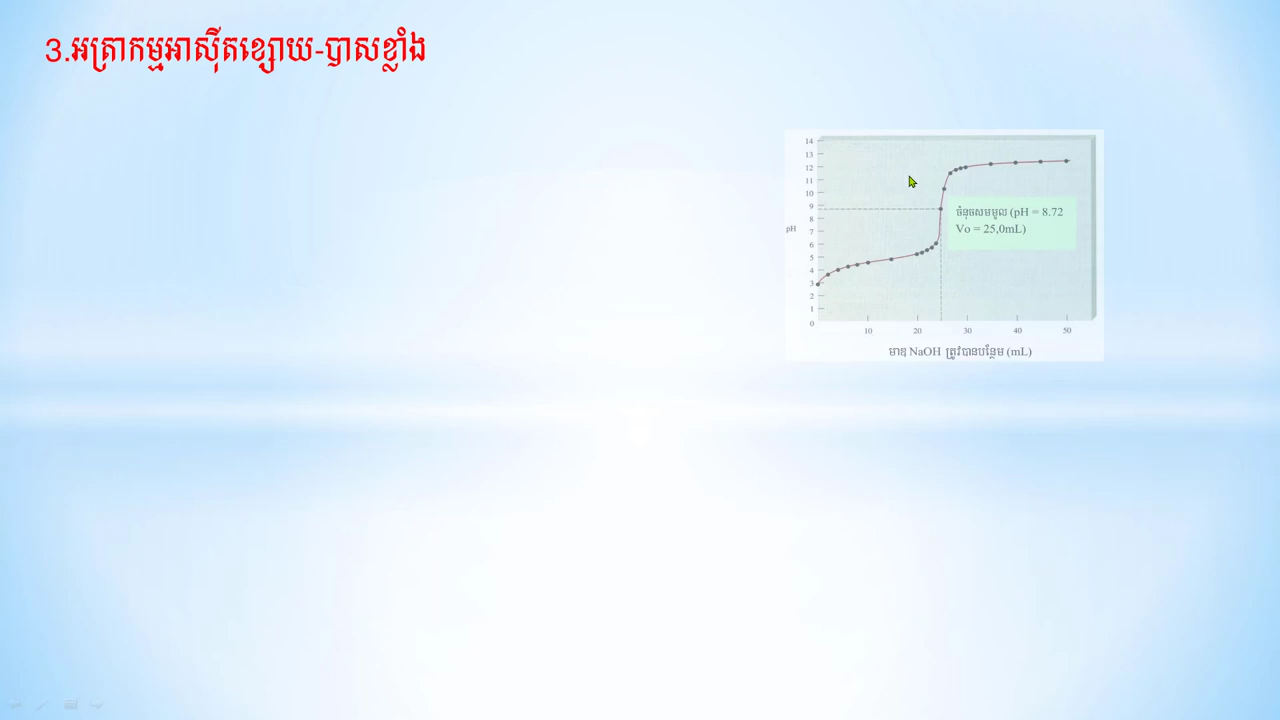 3.អត្រាកម្មអាស៊ីតខ្សោយ-បាសខ្លាំង
14
13
12
11
10
9
8
7
6
5
4
3
2
1
0
pH
ចំនុចសមមូល (pH = 8.72
Vo = 25,0mL)
10 20 30 40 50
មាឌ NaOH ត្រូវបានបន្ថែម (mL)